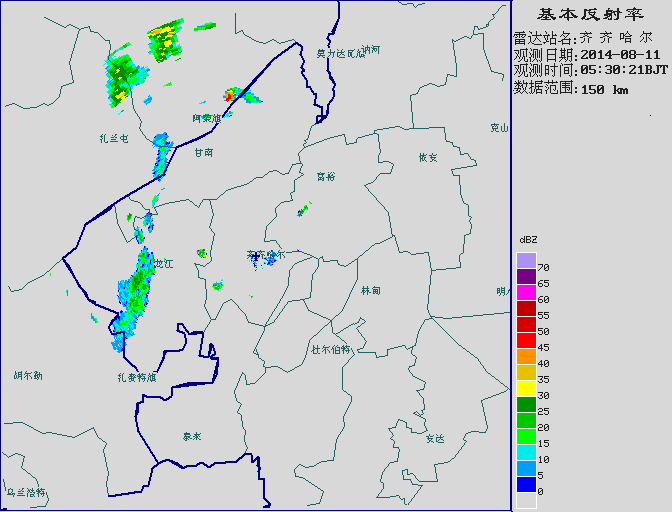 基本反射率
雷达站名:齐 齐 哈 尔
观测日期:2014-08-11
观测时间:05:30:21BJT
数据范围:150 km
讷河
莫力达瓦旗
阿荣旗
克山
扎兰屯
甘南
依安
富裕
齐齐哈尔
龙江
林甸
明水
杜尔伯特
胡尔勒
扎赉特旗
泰来
安达
乌兰浩特
dBZ
70
65
60
55
50
45
40
35
30
25
20
15
10
5
0